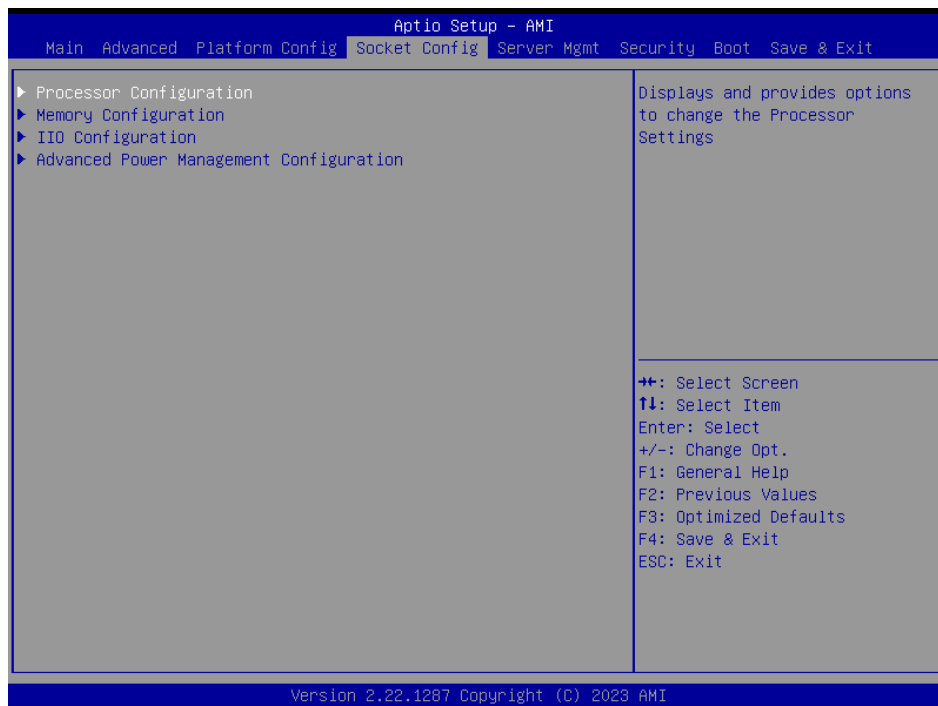 Aptio Setup – AMI
Main Advanced Platform Config Socket Config Server Mgmt Security Boot Save & Exit
▶ Processor Configuration
▶ Memory Configuration
▶ IIO Configuration
▶ Advanced Power Management Configuration
Displays and provides options
to change the Processor
Settings
→←: Select Screen
↑↓: Select Item
Enter: Select
+/-: Change Opt.
F1: General Help
F2: Previous Values
F3: Optimized Defaults
F4: Save & Exit
ESC: Exit
Version 2.22.1287 Copyright (C) 2023 AMI